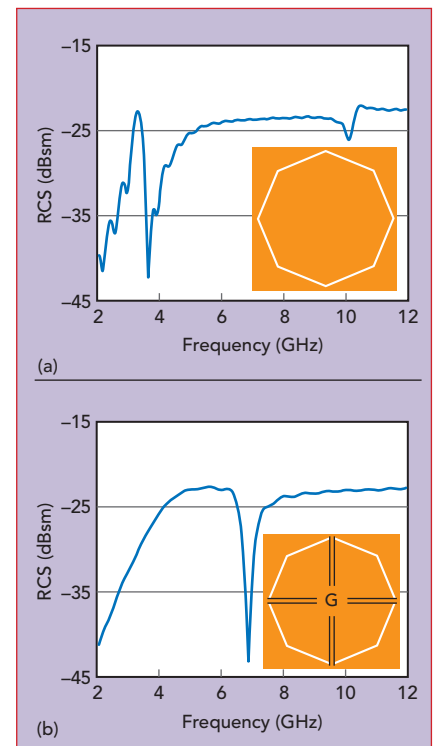 –15
–25
–35
–45
RCS (dBsm)
2 4 6 8 10 12
Frequency (GHz)
(a)
–15
–25
–35
–45
RCS (dBsm)
G
2 4 6 8 10 12
Frequency (GHz)
(b)